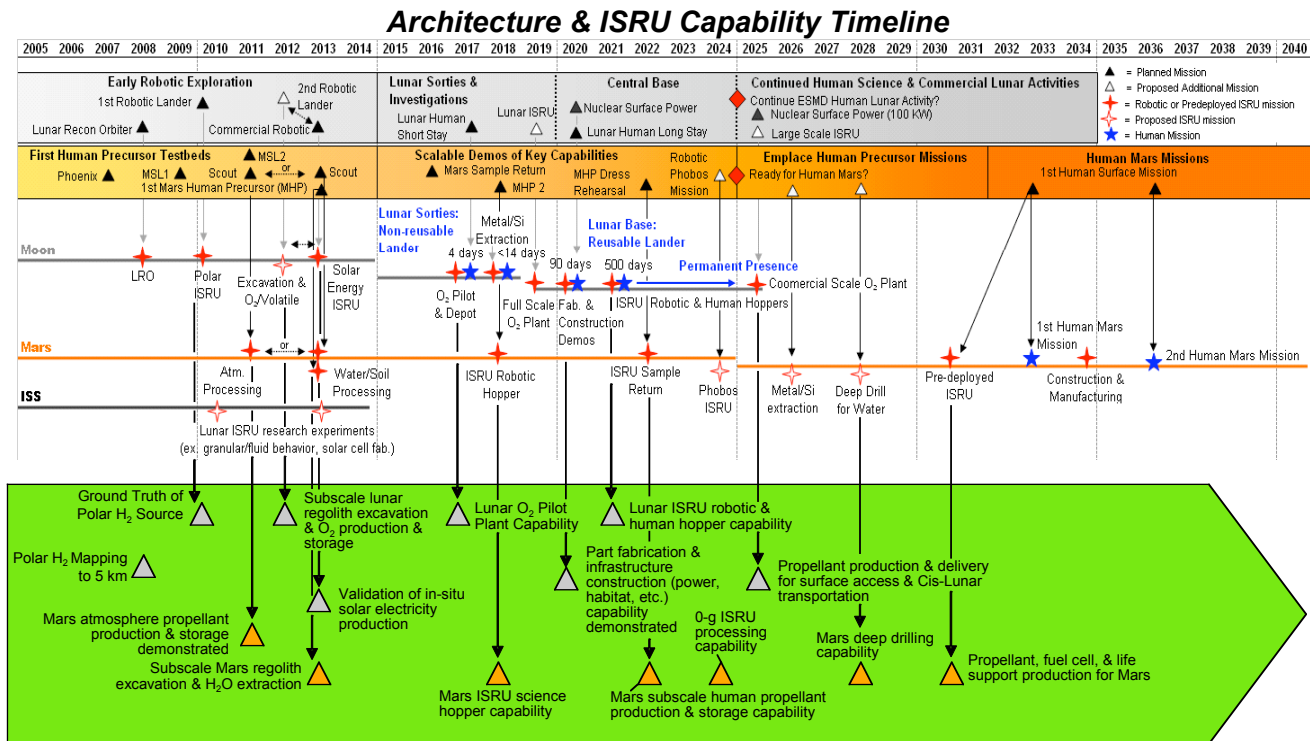 Architecture & ISRU Capability Timeline
2005 2006 2007 2008 2009 2010 2011 2012 2013 2014 2015 2016 2017 2018 2019 2020 2021 2022 2023 2024 2025 2026 2027 2028 2029 2030 2031 2032 2033 2034 2035 2036 2037 2038 2039 2040
Early Robotic Exploration
1st Robotic Lander
2nd Robotic
Lander
Lunar Recon Orbiter
Commercial Robotic
Lunar Sorties &
Investigations
Lunar Human
Short Stay
Lunar ISRU
Central Base
Nuclear Surface Power
Lunar Human Long Stay
Continued Human Science & Commercial Lunar Activities
Continue ESMD Human Lunar Activity?
Nuclear Surface Power (100 KW)
Large Scale ISRU
= Planned Mission
= Proposed Additional Mission
= Robotic or Predeployed ISRU mission
= Proposed ISRU mission
= Human Mission
First Human Precursor Testbeds
MSL2
Phoenix
MSL1
Scout
or
Scout
1st Mars Human Precursor (MHP)
Scalable Demos of Key Capabilities
Mars Sample Return
MHP 2
MHP Dress
Rehearsal
Robotic
Phobos
Mission
Emplace Human Precursor Missions
Ready for Human Mars?
Human Mars Missions
1st Human Surface Mission
Moon
LRO
Polar
ISRU
Excavation &
O2/Volatile
Solar
Energy
ISRU
Lunar Sorties:
Non-reusable
Lander
Metal/Si
Extraction
4 days
<14 days
O2 Pilot
& Depot
Lunar Base:
Reusable Lander
90 days
500 days
Permanent Presence
Full Scale
O2 Plant
Fab. &
Construction
Demos
ISRU Robotic & Human Hoppers
Coomercial Scale O2 Plant
Mars
or
Atm.
Processing
Water/Soil
Processing
ISRU Robotic
Hopper
ISRU Sample
Return
Phobos
ISRU
Metal/Si
extraction
Deep Drill
for Water
Pre-deployed
ISRU
1st Human Mars
Mission
Construction &
Manufacturing
2nd Human Mars Mission
ISS
Lunar ISRU research experiments
(ex. granular/fluid behavior, solar cell fab.)
Ground Truth of
Polar H2 Source
Polar H2 Mapping
to 5 km
Mars atmosphere propellant
production & storage
demonstrated
Subscale Mars regolith
excavation & H2O extraction
Subscale lunar
regolith excavation
& O2 production &
storage
Validation of in-situ
solar electricity
production
Lunar O2 Pilot
Plant Capability
Mars ISRU science
hopper capability
Lunar ISRU robotic &
human hopper capability
Part fabrication &
infrastructure
construction (power,
habitat, etc.)
capability
demonstrated
0-g ISRU
processing
capability
Mars subscale human propellant
production & storage capability
Propellant production & delivery
for surface access & Cis-Lunar
transportation
Mars deep drilling
capability
Propellant, fuel cell, & life
support production for Mars